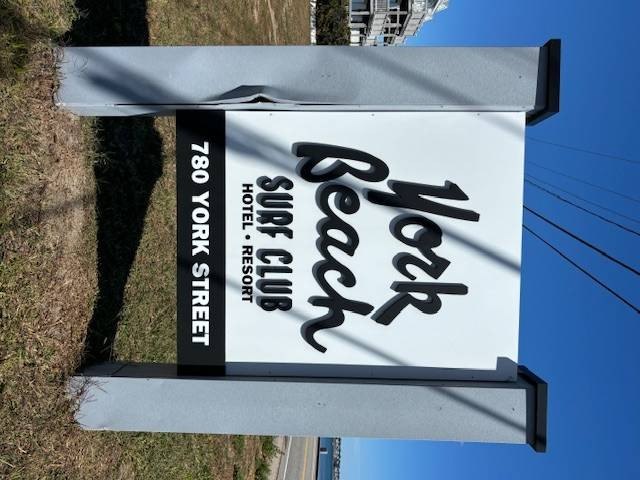 York
Beach
SURF CLUB
HOTEL • RESORT
780 YORK STREET